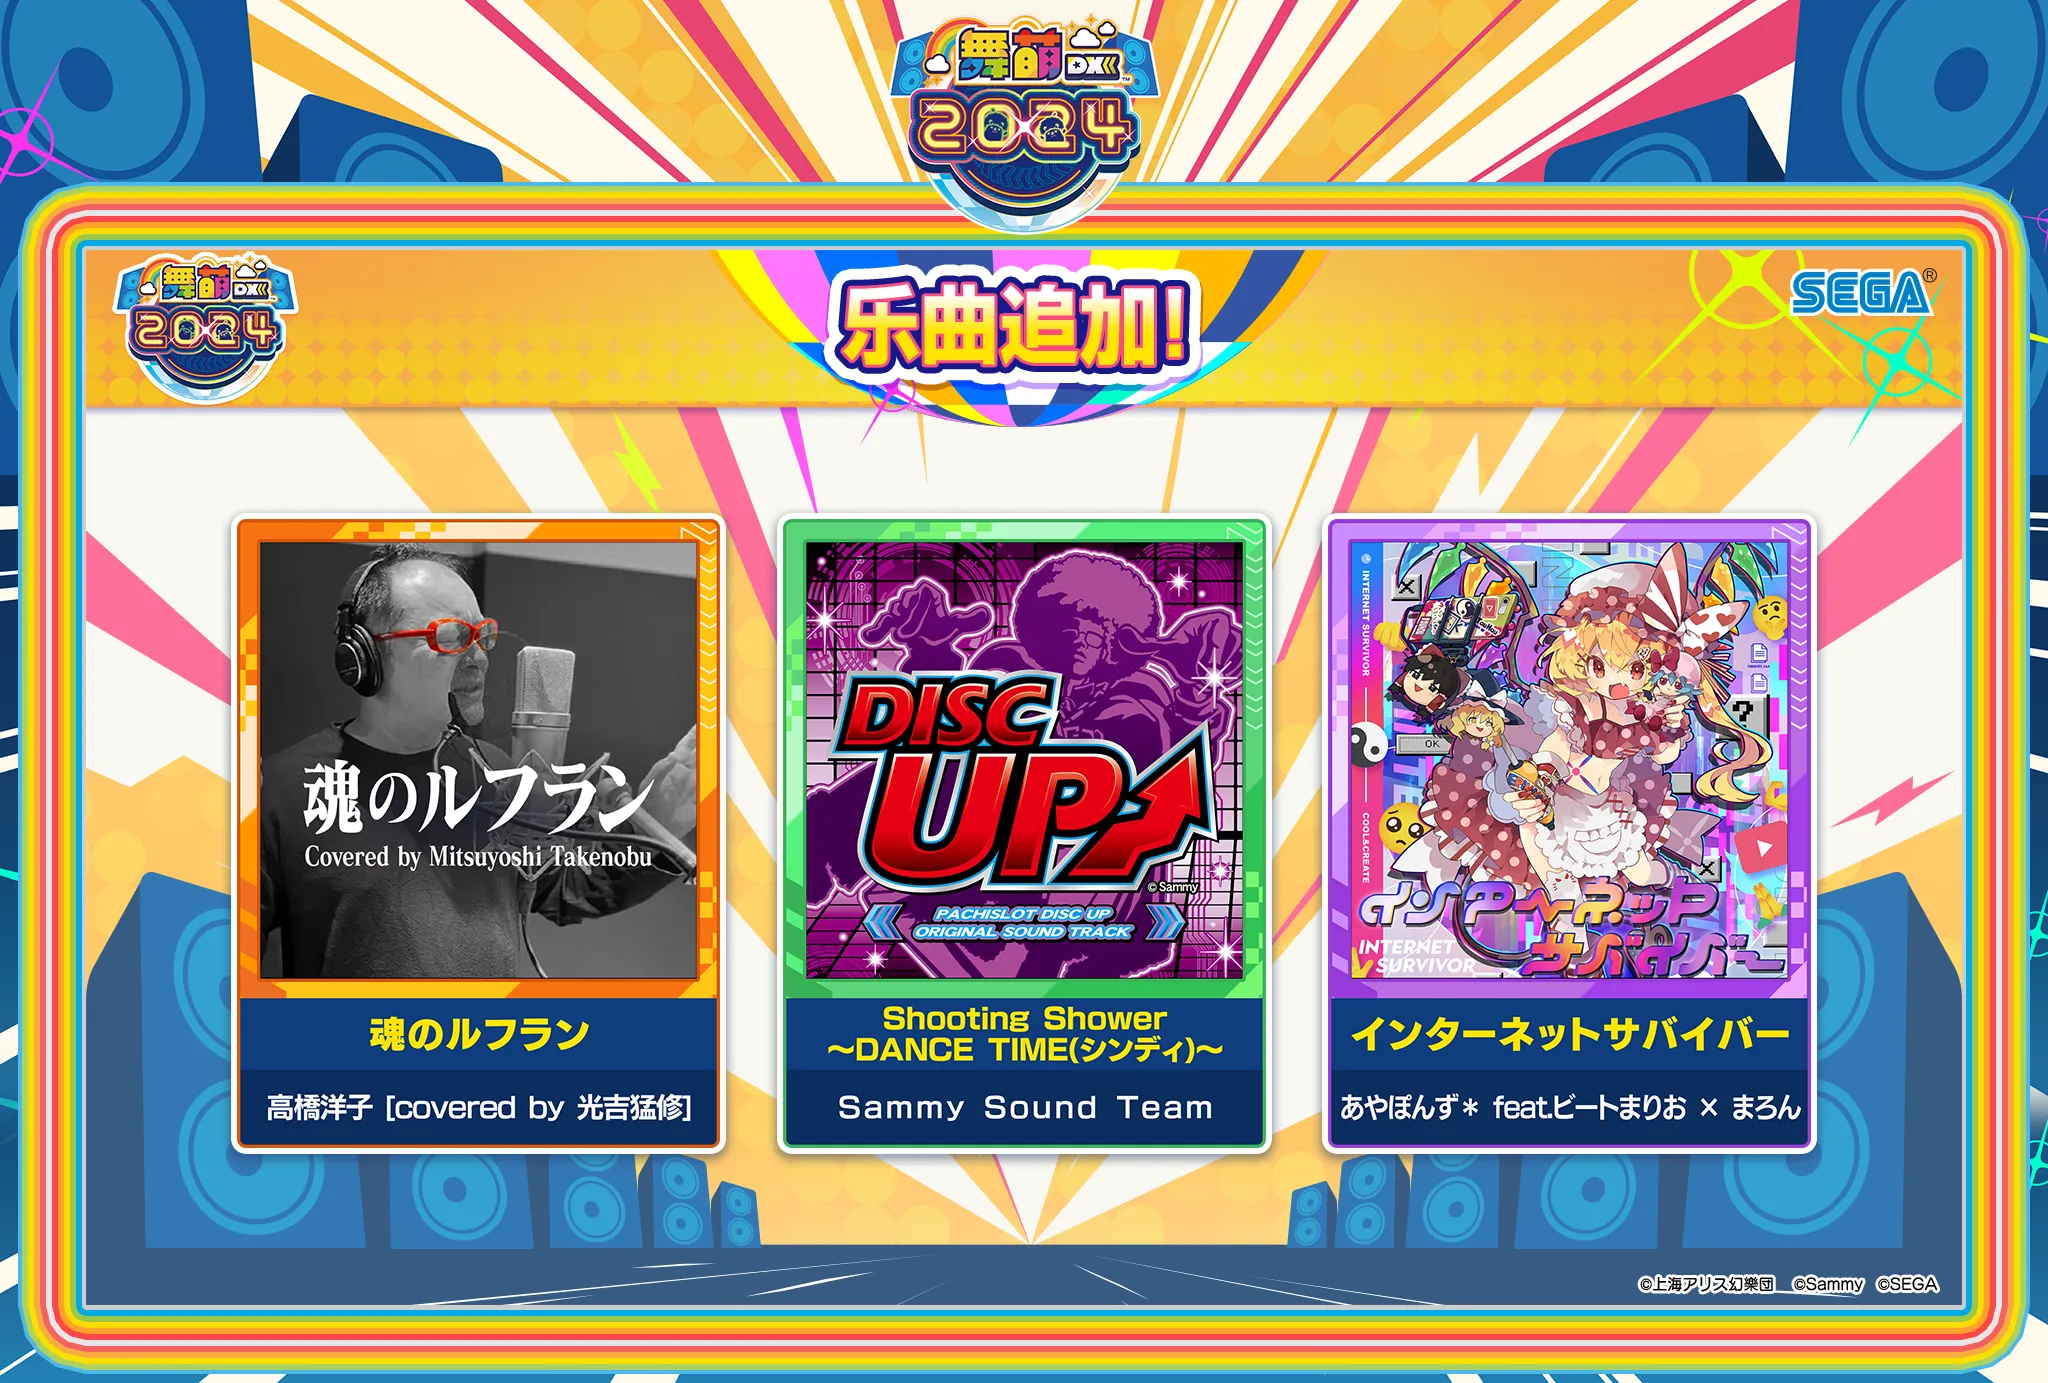 舞萌DX
2024
舞萌DX
2024
乐曲追加!
SEGA®
魂のルフラン
Covered by Mitsuyoshi Takenobu
魂のルフラン
高橋洋子 [covered by 光吉猛修]
DISC
UP
©Sammy
PACHISLOT DISC UP
ORIGINAL SOUND TRACK
Shooting Shower
～DANCE TIME(シンディ)～
Sammy Sound Team
INTERNET SURVIVOR
COOL&CREATE
OK
?
インターネット
サバイバー
INTERNET
SURVIVOR
インターネットサバイバー
あやぽんず＊ feat.ビートまりお × まろん
©上海アリス幻樂団 ©Sammy ©SEGA